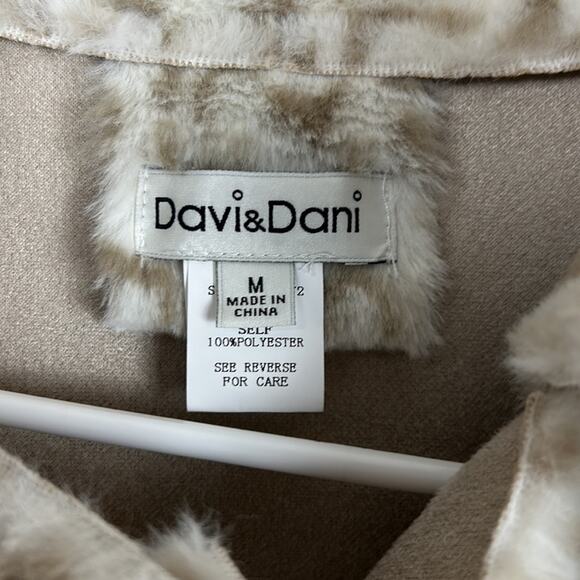 Davi&Dani
M
MADE IN
CHINA
SELF
100%POLYESTER
SEE REVERSE
FOR CARE